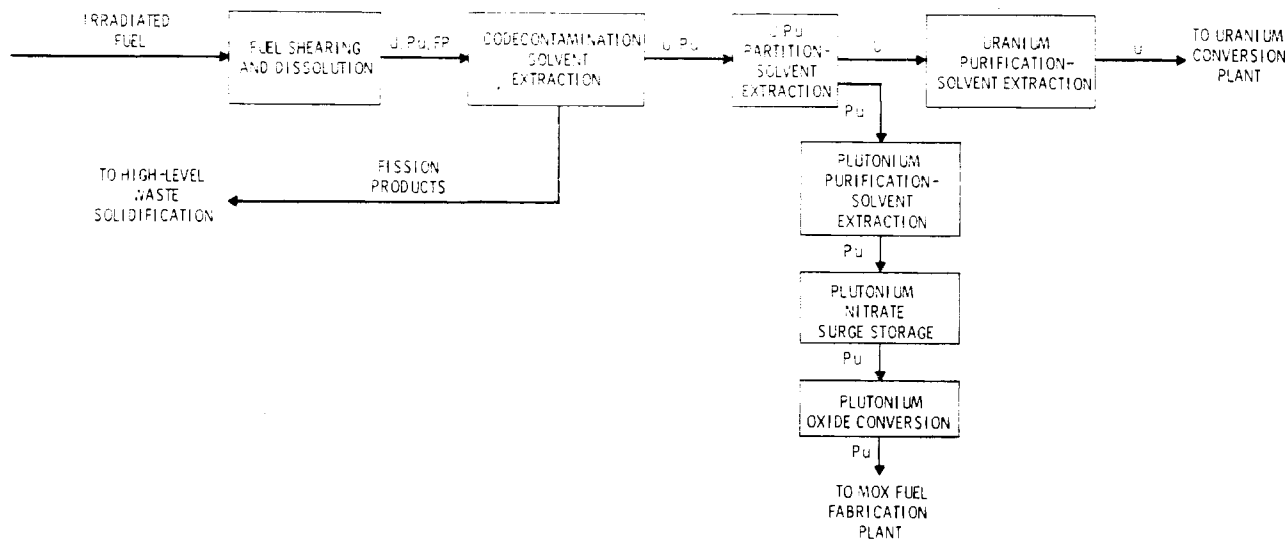 IRRADIATED
FUEL
FUEL SHEARING
AND DISSOLUTION
U, Pu, FP
CODECONTAMINATION
SOLVENT
EXTRACTION
U, Pu
U, Pu
PARTITION-
SOLVENT
EXTRACTION
U
URANIUM
PURIFICATION-
SOLVENT EXTRACTION
U
TO URANIUM
CONVERSION
PLANT
FISSION
PRODUCTS
TO HIGH-LEVEL
WASTE
SOLIDIFICATION
Pu
PLUTONIUM
PURIFICATION-
SOLVENT
EXTRACTION
Pu
PLUTONIUM
NITRATE
SURGE STORAGE
Pu
PLUTONIUM
OXIDE CONVERSION
Pu
TO MOX FUEL
FABRICATION
PLANT